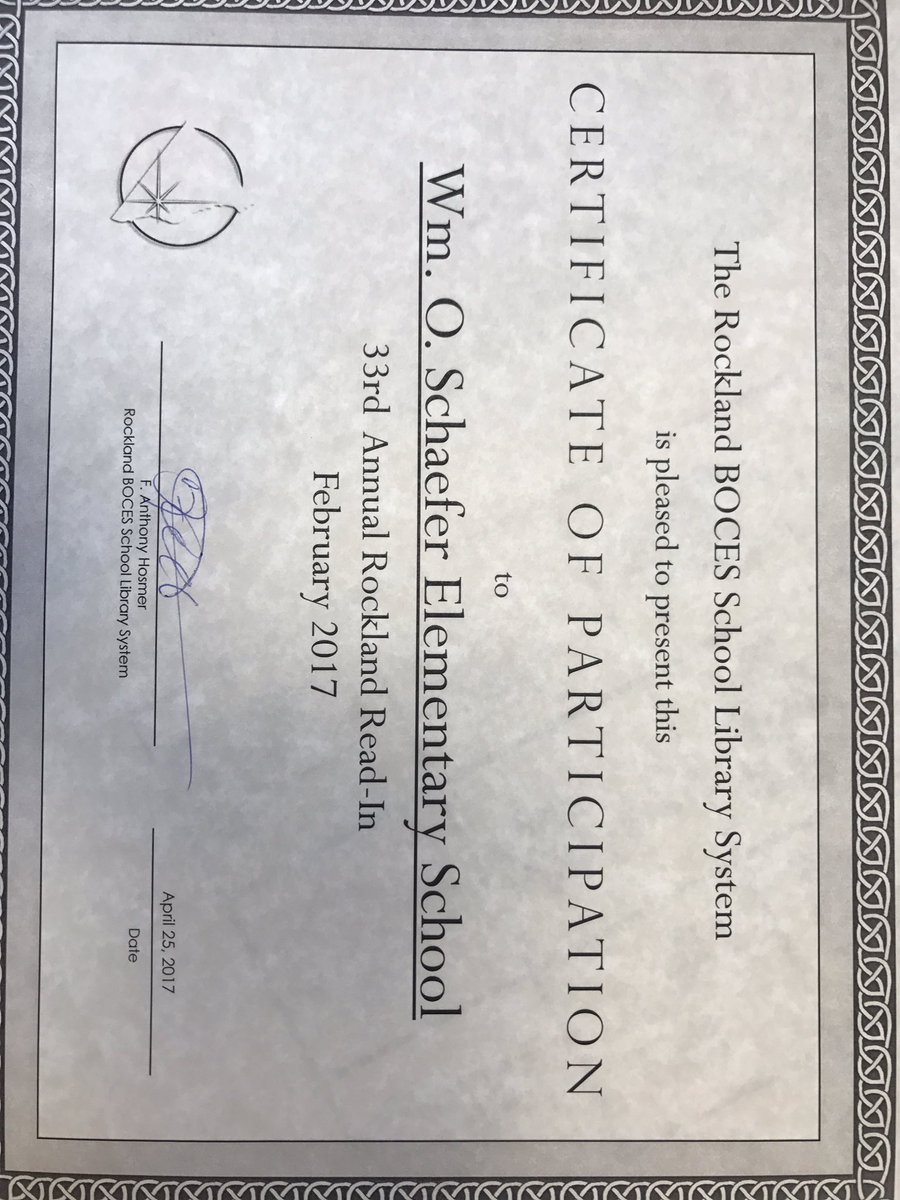 The Rockland BOCES School Library System
is pleased to present this
CERTIFICATE OF PARTICIPATION
to
Wm. O. Schaefer Elementary School
33rd Annual Rockland Read-In
February 2017
April 25, 2017
F. Anthony Hosmer
Date
Rockland BOCES School Library System